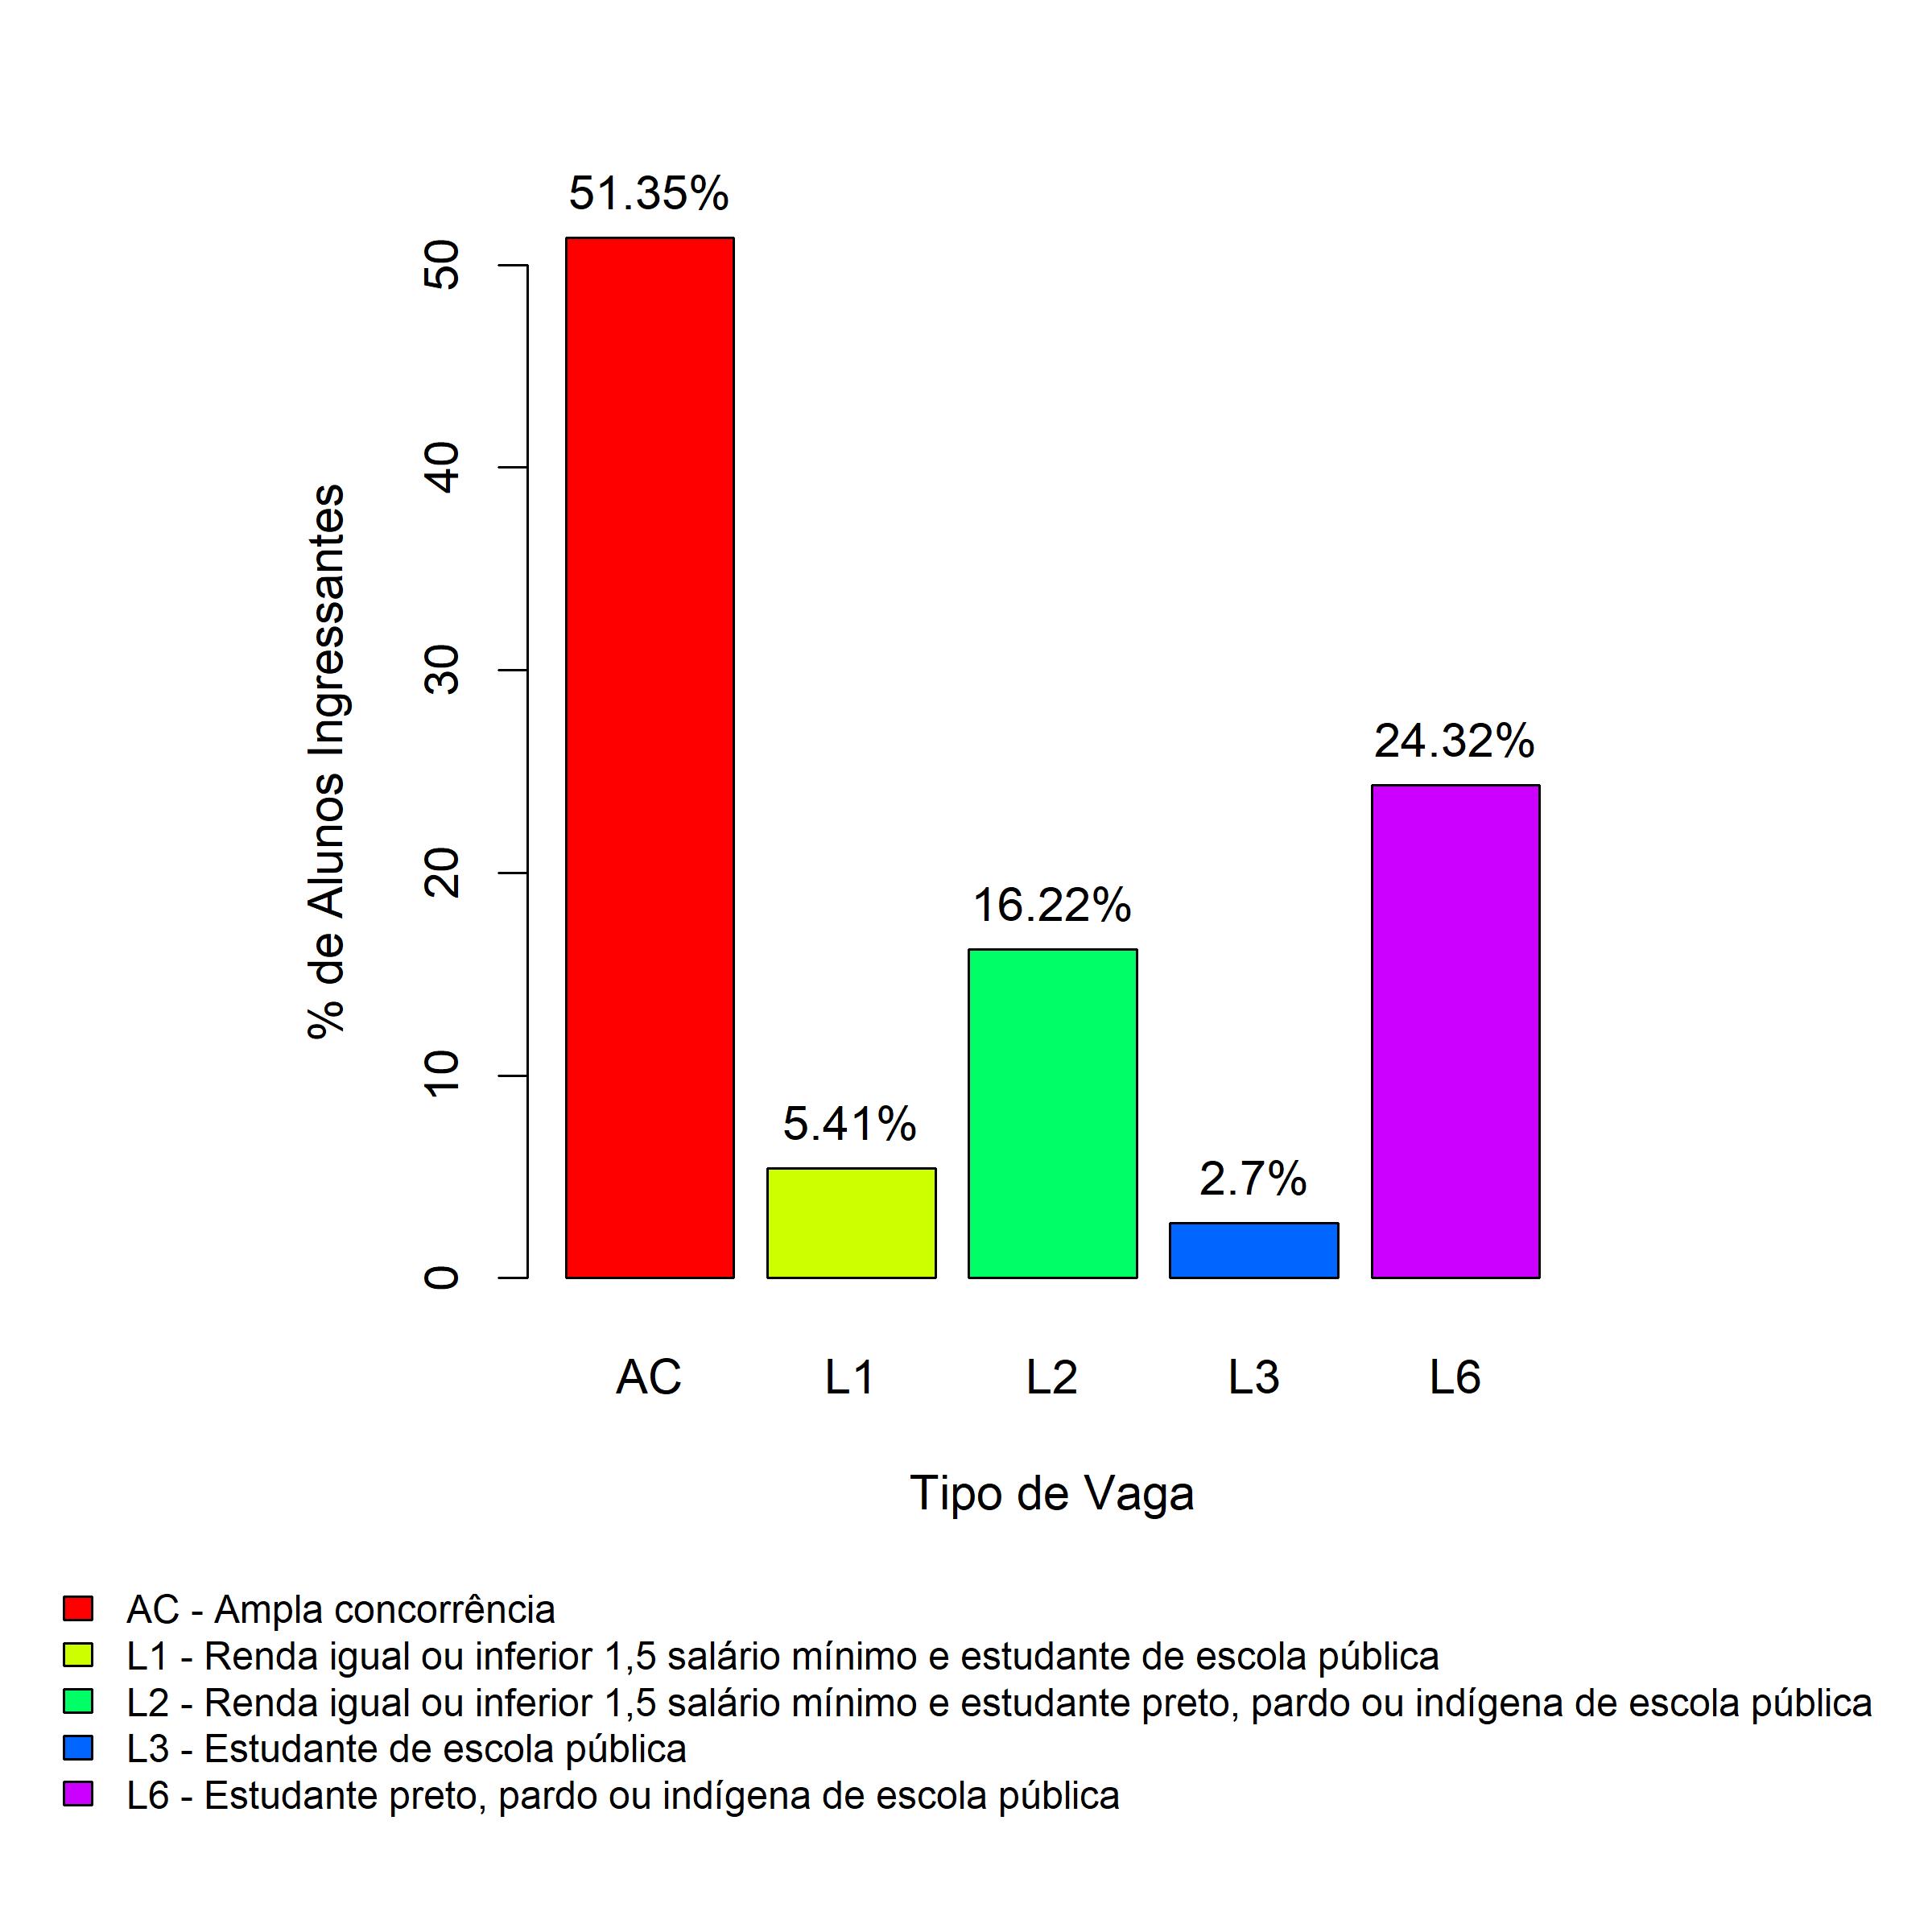 51.35%
50
40
30
20
10
0
% de Alunos Ingressantes
24.32%
16.22%
5.41%
2.7%
AC L1 L2 L3 L6
Tipo de Vaga
AC - Ampla concorrência
L1 - Renda igual ou inferior 1,5 salário mínimo e estudante de escola pública
L2 - Renda igual ou inferior 1,5 salário mínimo e estudante preto, pardo ou indígena de escola pública
L3 - Estudante de escola pública
L6 - Estudante preto, pardo ou indígena de escola pública